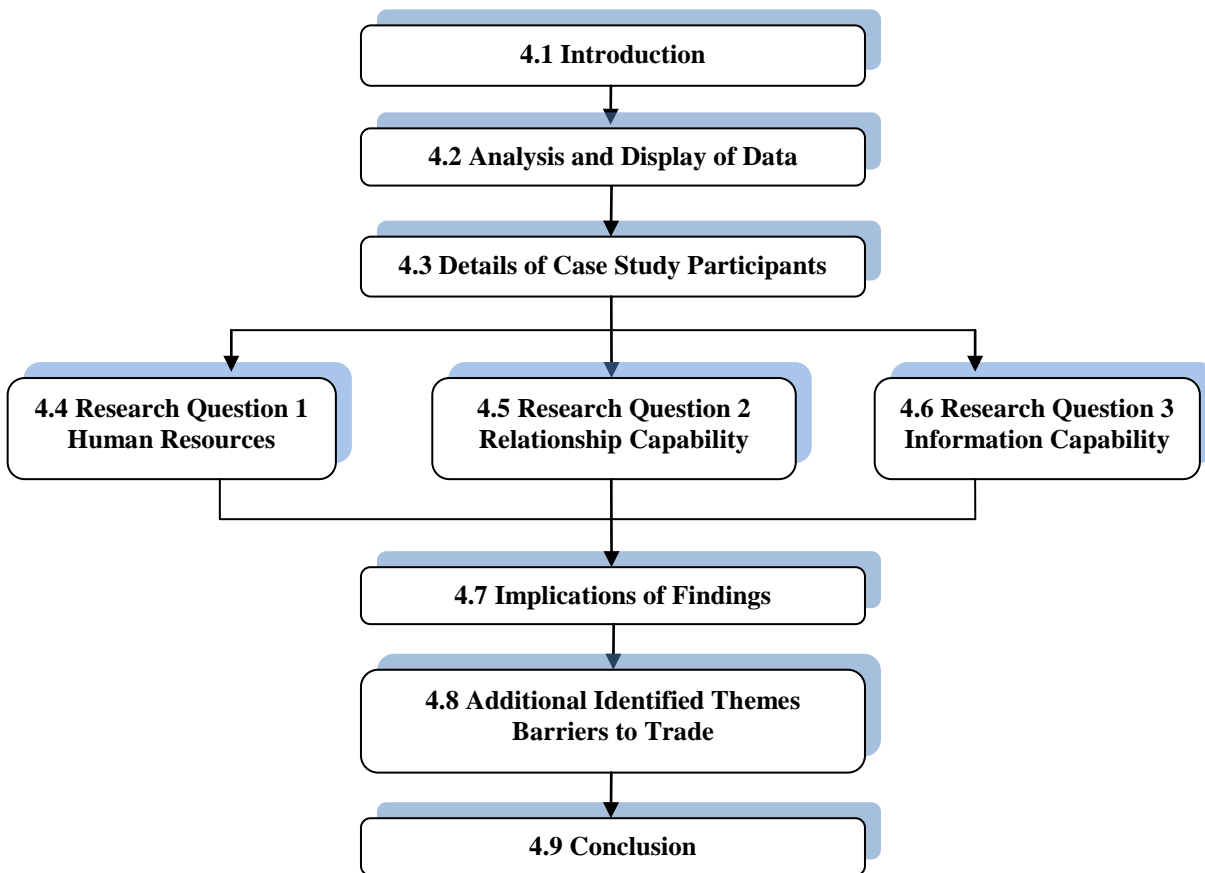 4.1 Introduction
4.2 Analysis and Display of Data
4.3 Details of Case Study Participants
4.4 Research Question 1
Human Resources
4.5 Research Question 2
Relationship Capability
4.6 Research Question 3
Information Capability
4.7 Implications of Findings
4.8 Additional Identified Themes
Barriers to Trade
4.9 Conclusion